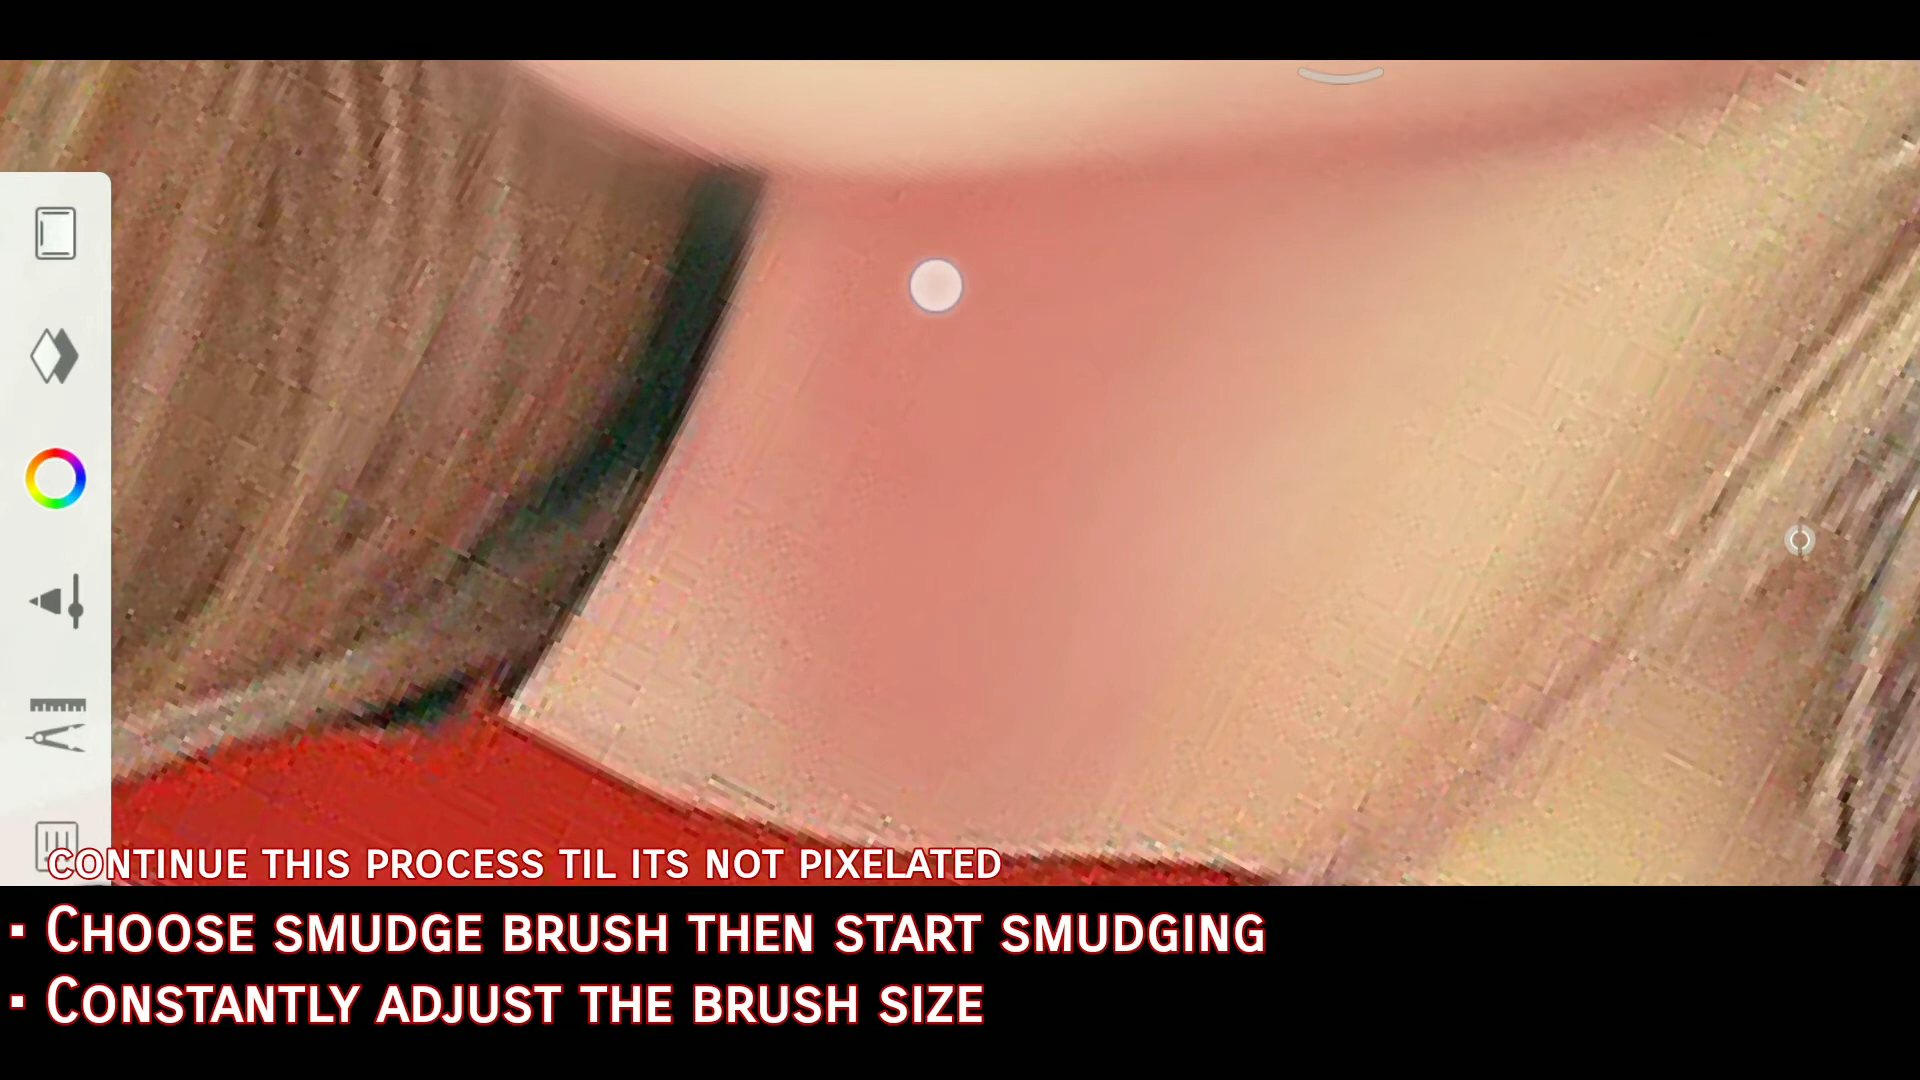 CONTINUE THIS PROCESS TIL ITS NOT PIXELATED
▪ CHOOSE SMUDGE BRUSH THEN START SMUDGING
▪ CONSTANTLY ADJUST THE BRUSH SIZE